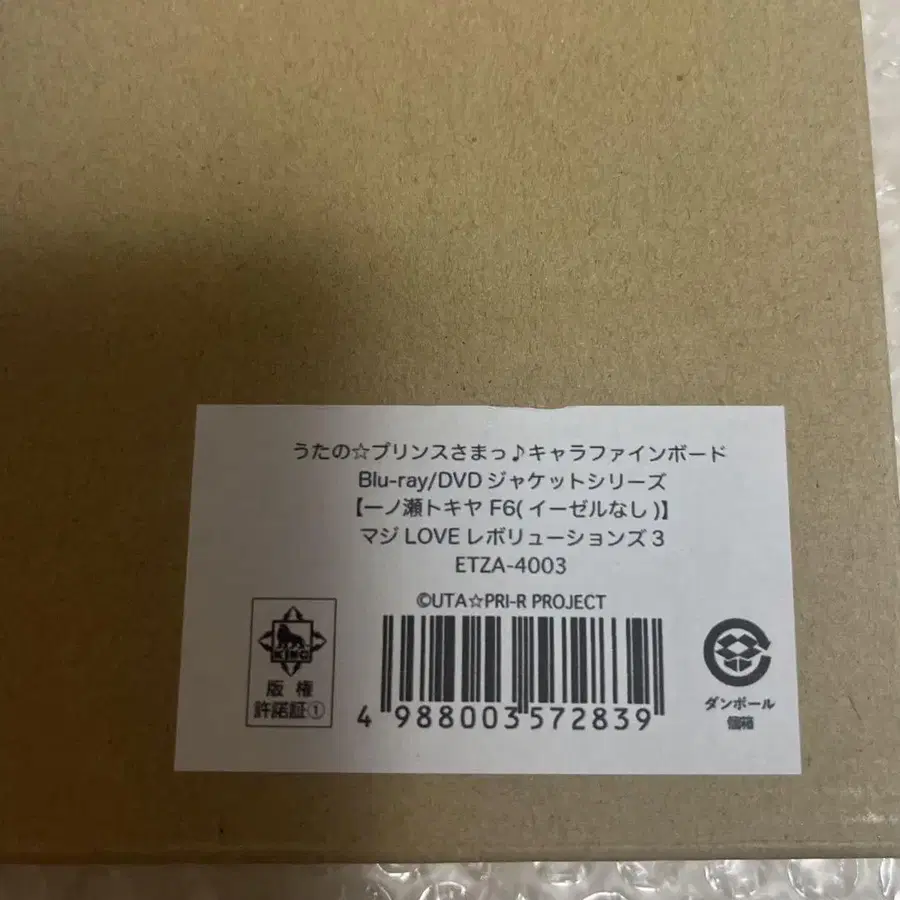 うたの☆プリンスさまっ♪キャラファインボード
Blu-ray/DVD ジャケットシリーズ
【一ノ瀬トキヤ F6( イーゼルなし )】
マジ LOVE レボリューションズ 3
ETZA-4003
©UTA☆PRI-R PROJECT
KING
版権
許諾証①
4 988003 572839
ダンボール
個箱